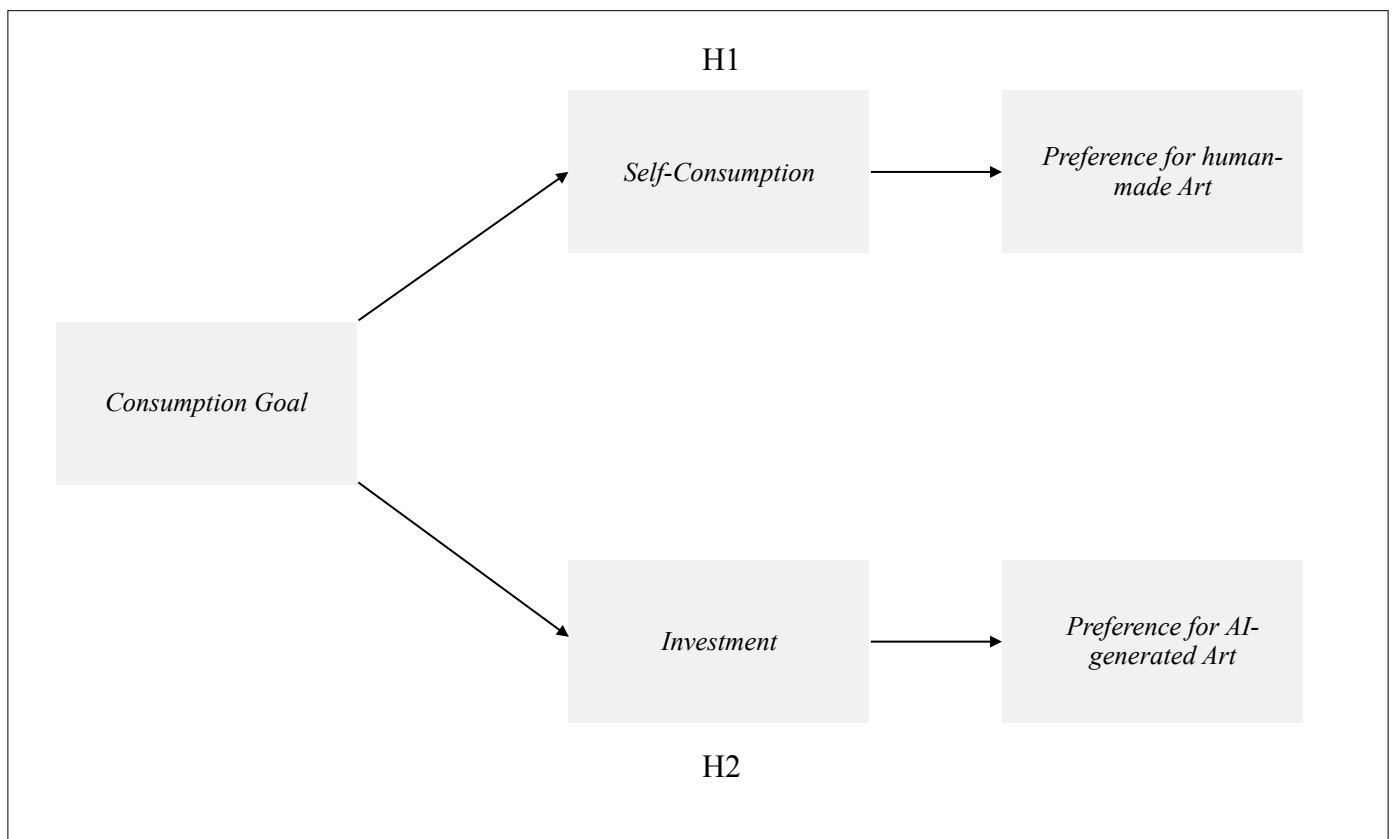 H1
Self-Consumption
Preference for human-
made Art
Consumption Goal
Investment
Preference for AI-
generated Art
H2